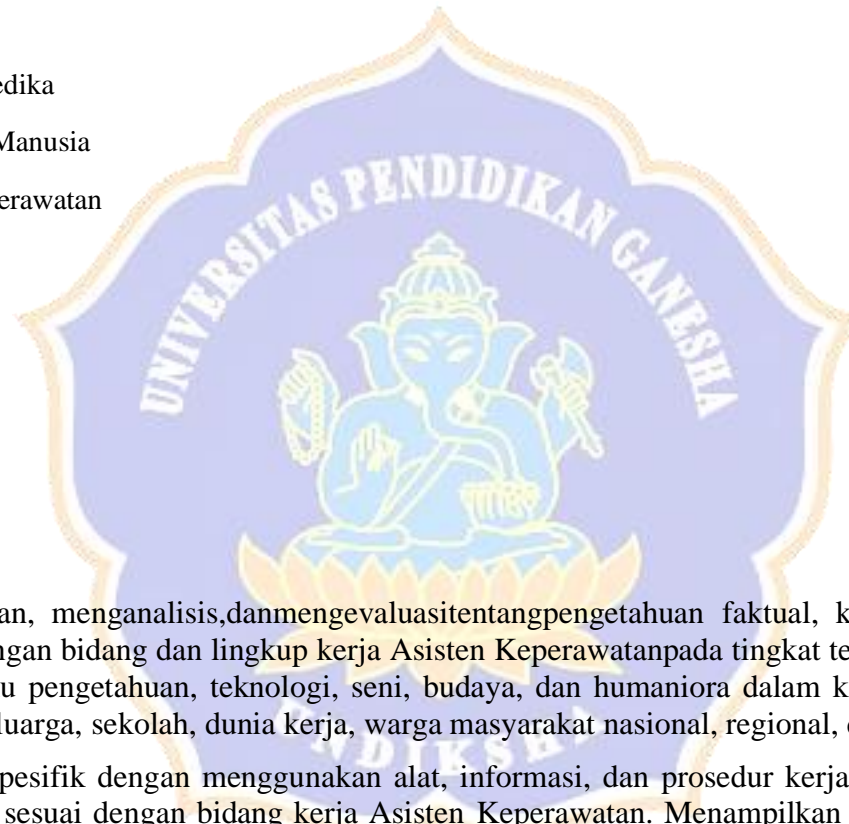 edika
Manusia
erawatan
UNIVERSITAS PENDIDIKAN GANESHA
an, menganalisis,danmengevaluasitentangpengetahuan faktual, k
ngan bidang dan lingkup kerja Asisten Keperawatanpada tingkat te
u pengetahuan, teknologi, seni, budaya, dan humaniora dalam k
luarga, sekolah, dunia kerja, warga masyarakat nasional, regional,
UNDIKSHA
pesifik dengan menggunakan alat, informasi, dan prosedur kerja
sesuai dengan bidang kerja Asisten Keperawatan. Menampilkan